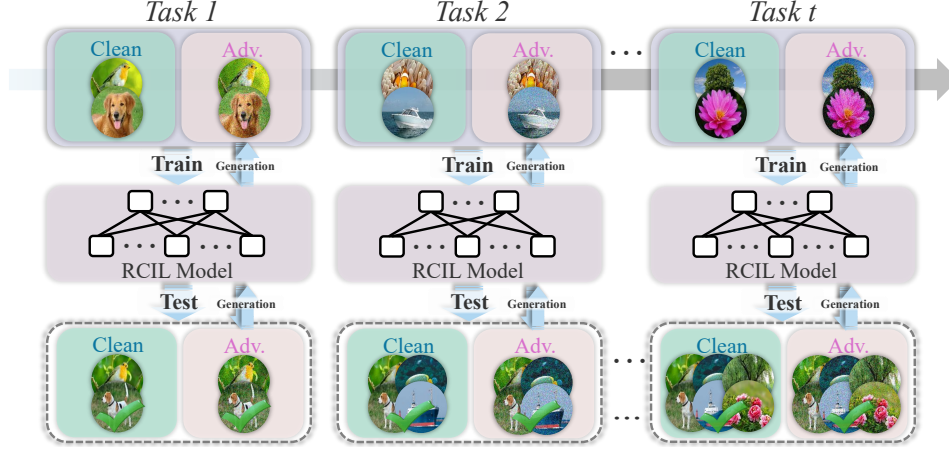 Task 1
Task 2
Task t
Clean
Adv.
Clean
Adv.
...
Clean
Adv.
Train
Generation
Train
Generation
Train
Generation
...
...
...
...
...
...
...
...
...
RCIL Model
RCIL Model
RCIL Model
Test
Generation
Test
Generation
Test
Generation
Clean
Adv.
Clean
Adv.
...
Clean
Adv.
...